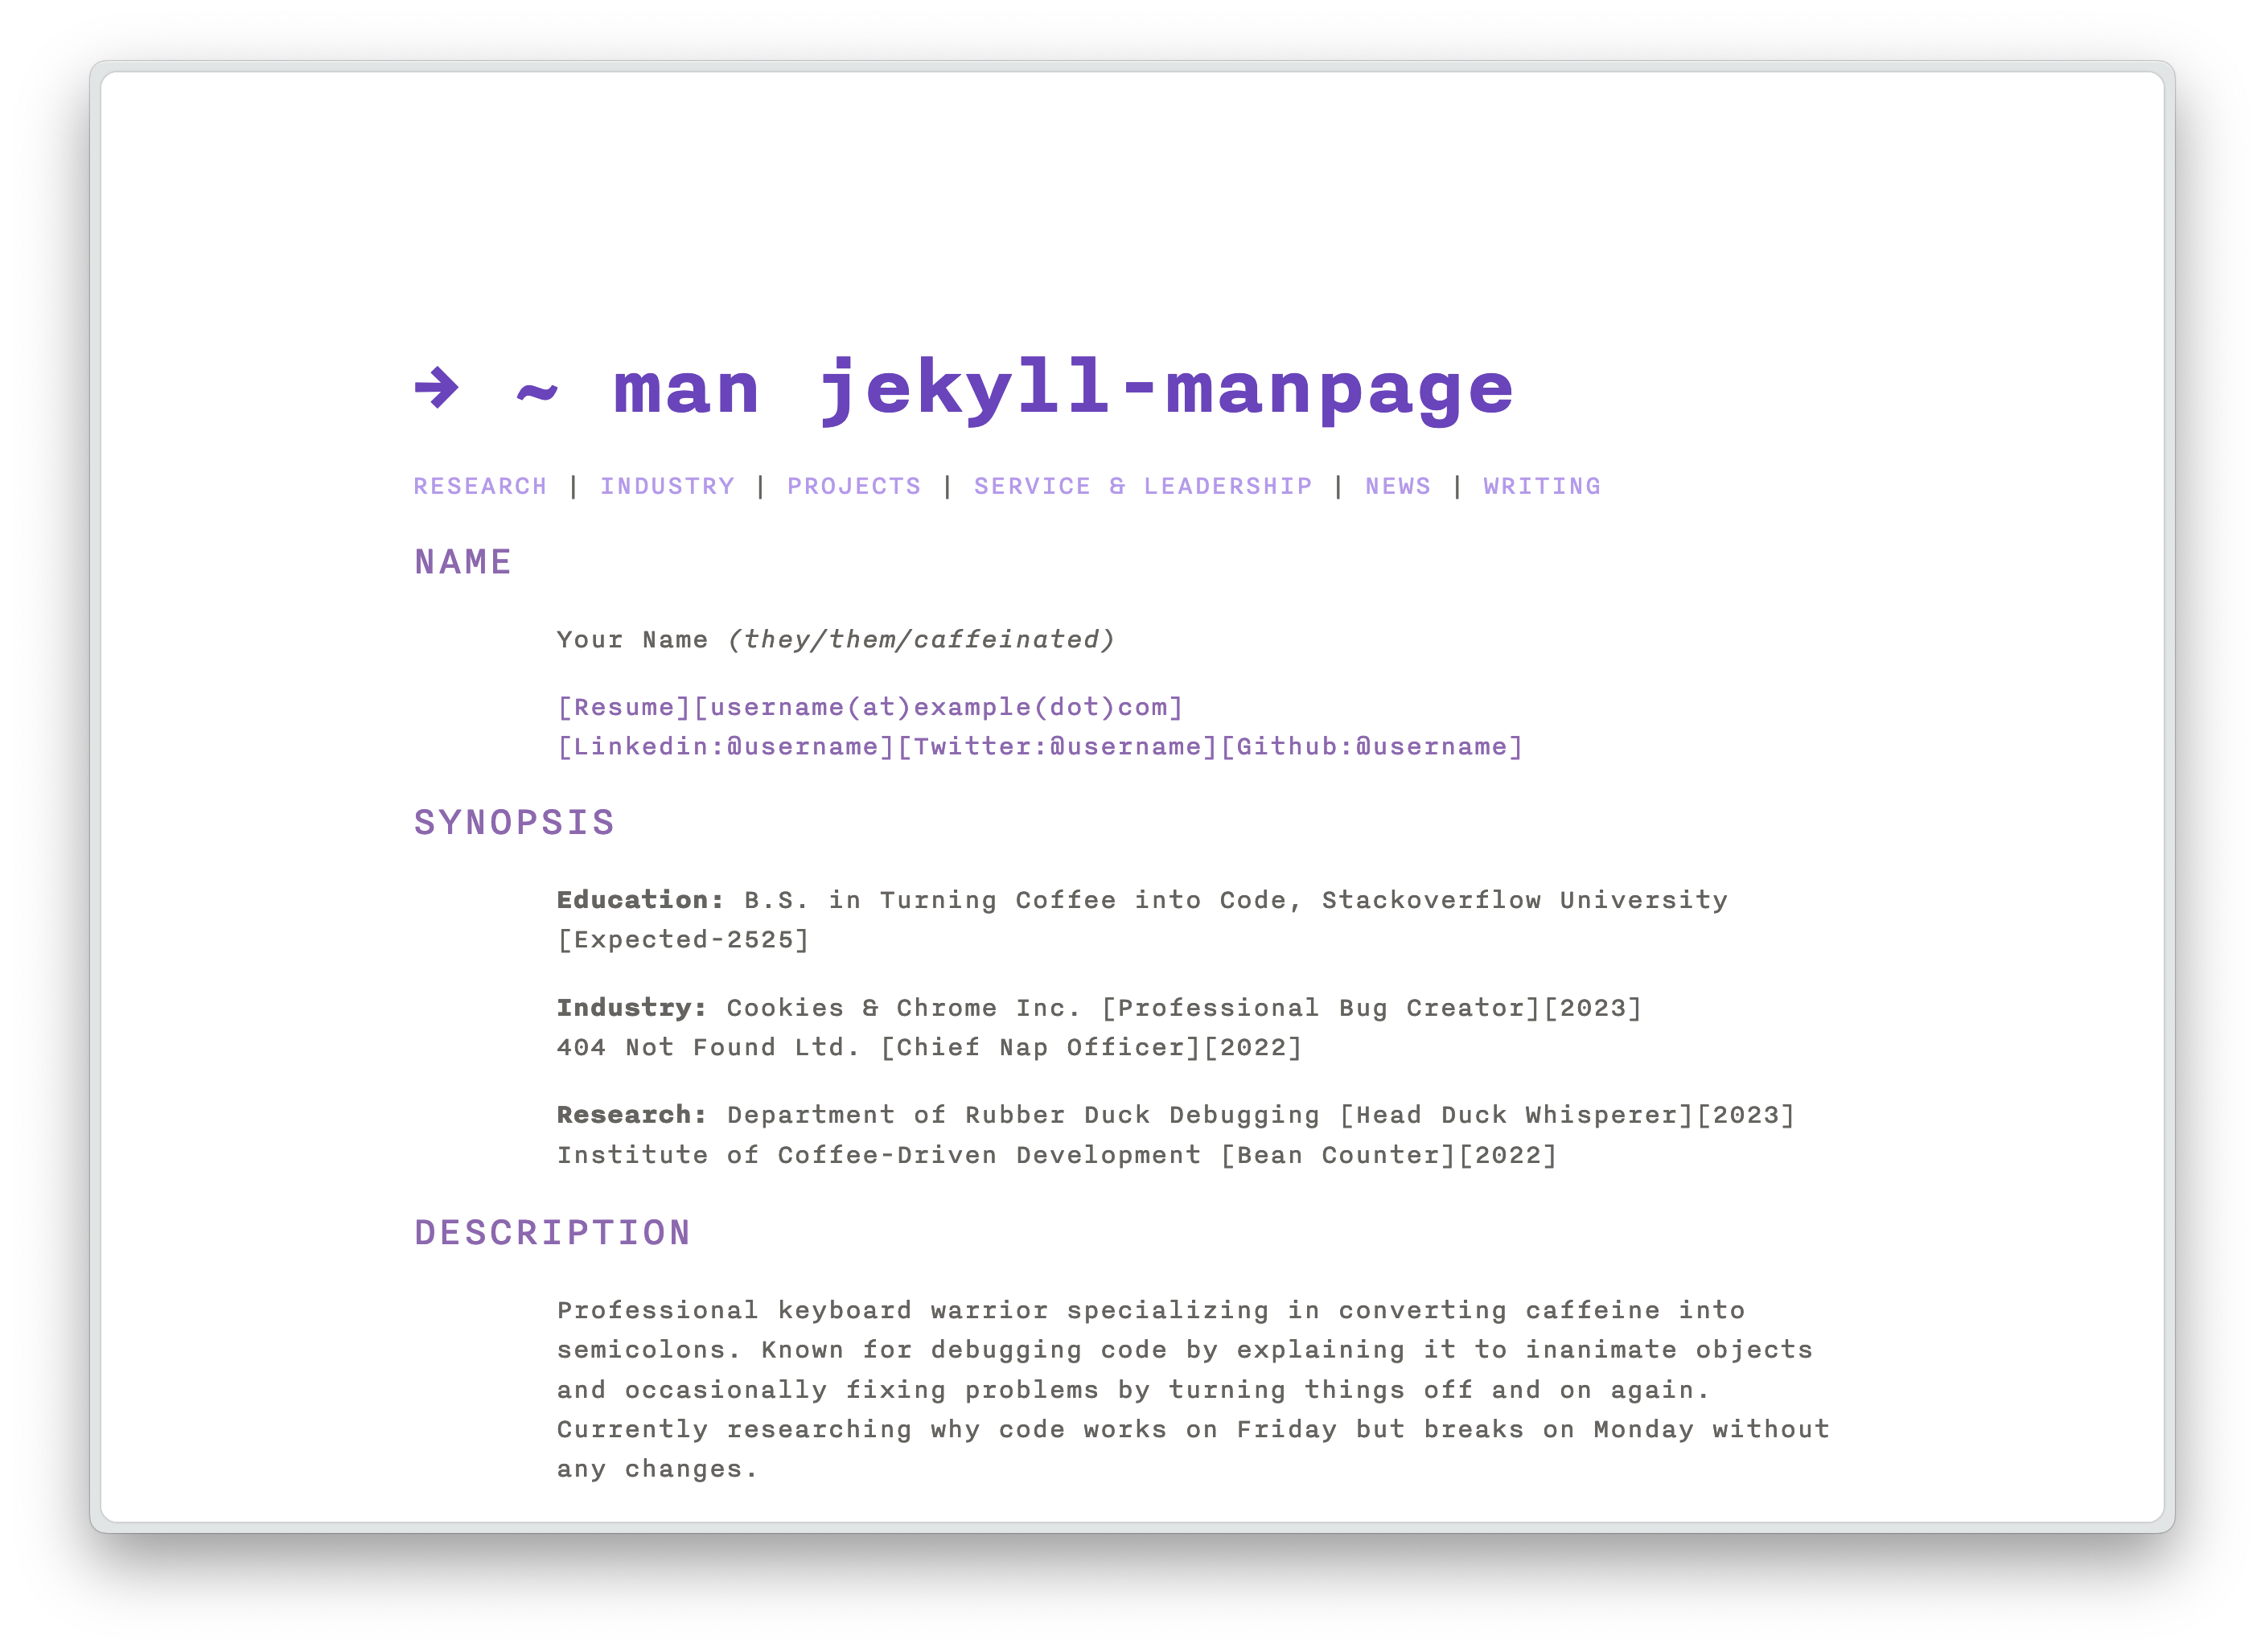 → ~ man jekyll-manpage
RESEARCH | INDUSTRY | PROJECTS | SERVICE & LEADERSHIP | NEWS | WRITING
NAME
Your Name (they/them/caffeinated)
[Resume][username(at)example(dot)com]
[Linkedin:@username][Twitter:@username][Github:@username]
SYNOPSIS
Education: B.S. in Turning Coffee into Code, Stackoverflow University
[Expected-2525]
Industry: Cookies & Chrome Inc. [Professional Bug Creator][2023]
404 Not Found Ltd. [Chief Nap Officer][2022]
Research: Department of Rubber Duck Debugging [Head Duck Whisperer][2023]
Institute of Coffee-Driven Development [Bean Counter][2022]
DESCRIPTION
Professional keyboard warrior specializing in converting caffeine into
semicolons. Known for debugging code by explaining it to inanimate objects
and occasionally fixing problems by turning things off and on again.
Currently researching why code works on Friday but breaks on Monday without
any changes.